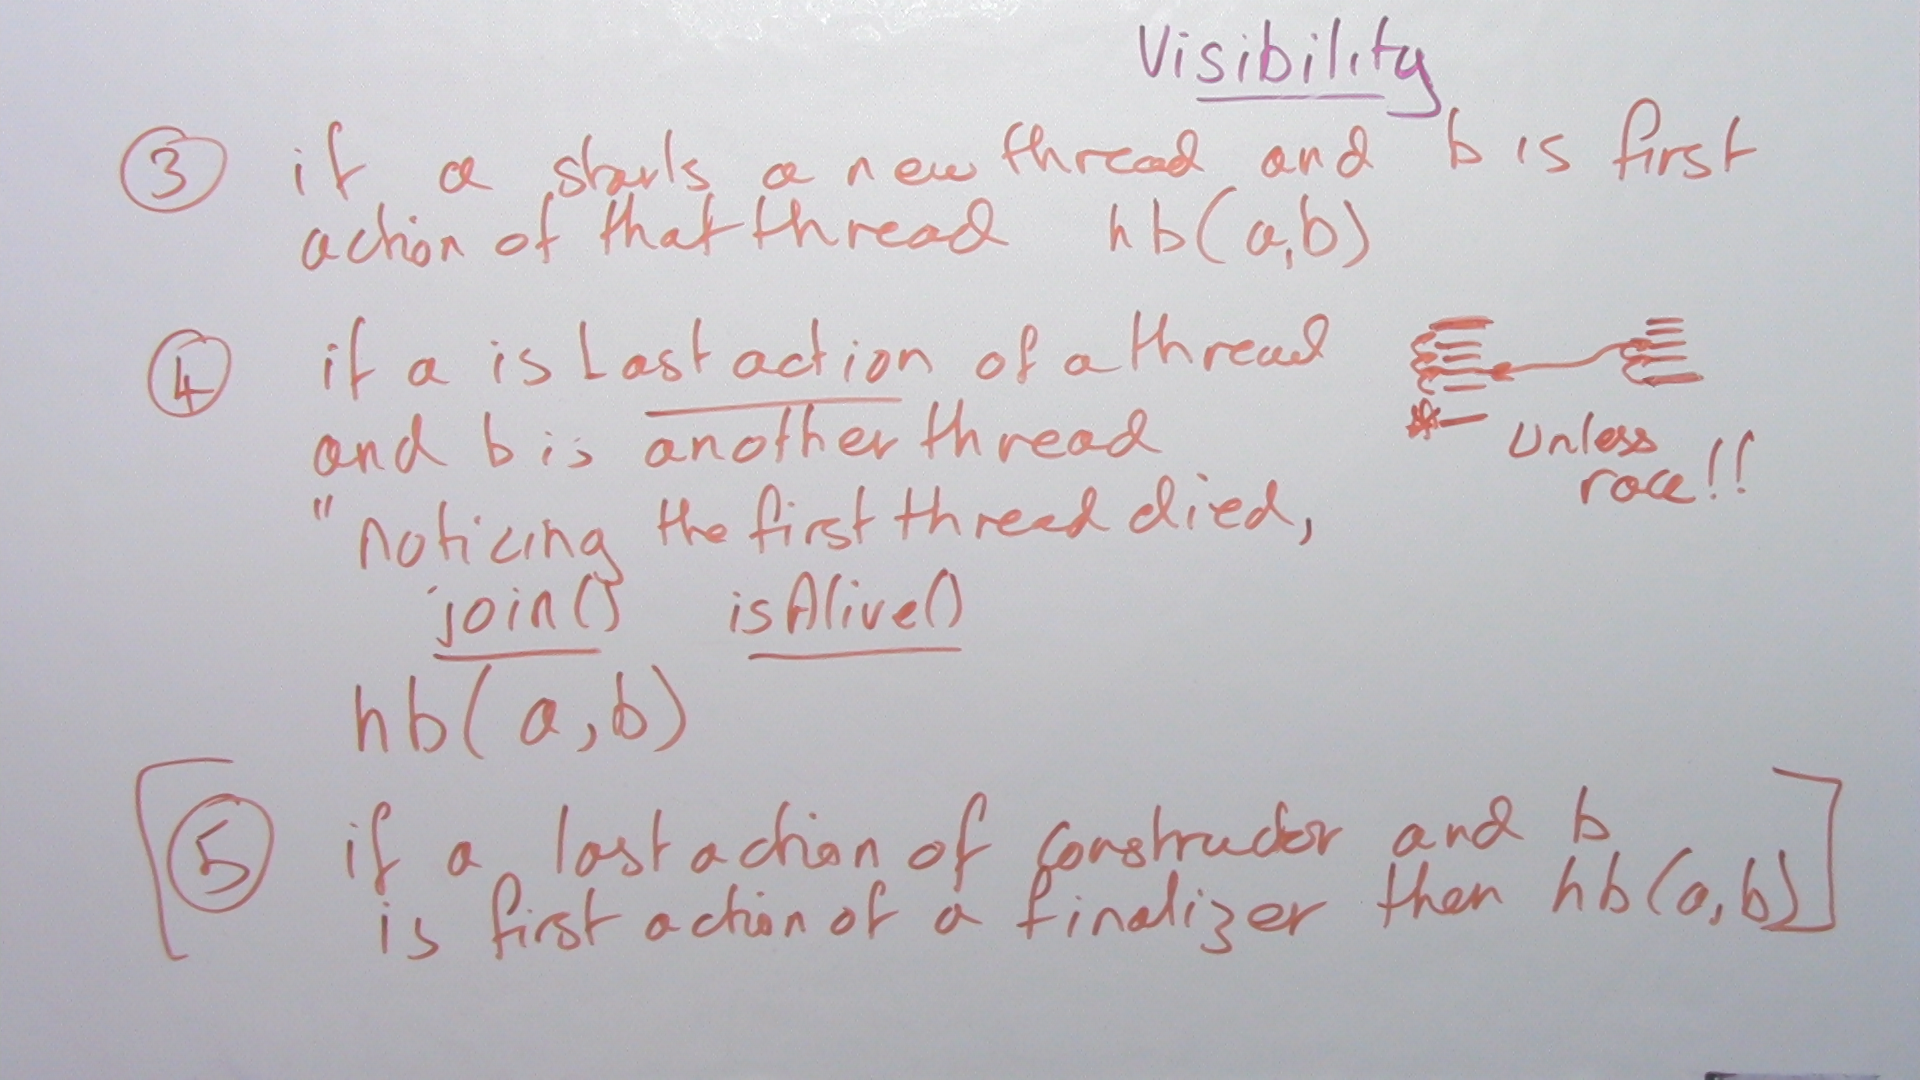 Visibility
③ if a starts a new thread and b is first
action of that thread hb(a,b)
④ if a is Last action of a thread
and b is another thread
"noticing the first thread died,
join() isAlive()
hb(a,b)
Unless
race!!
[⑤ if a last action of constructor and b
is first action of a finalizer then hb(a,b)]